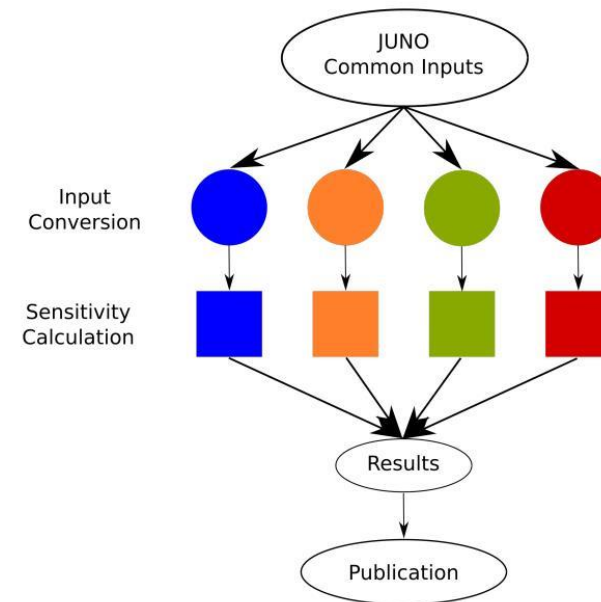 JUNO
Common Inputs
Input
Conversion
Sensitivity
Calculation
Results
Publication